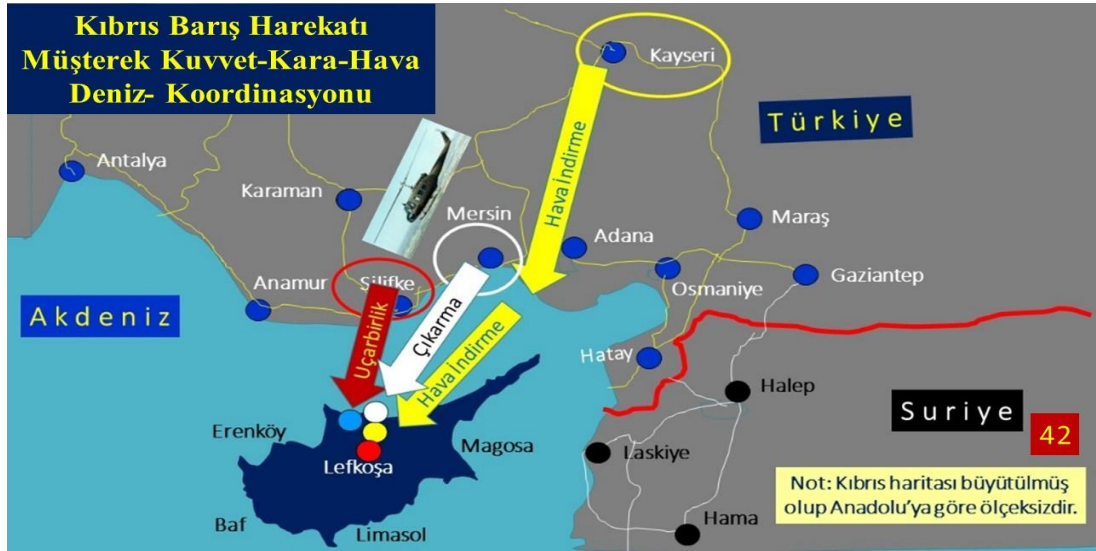 Kıbrıs Barış Harekatı
Müşterek Kuvvet-Kara-Hava
Deniz- Koordinasyonu
Kayseri
Türkiye
Antalya
Karaman
Hava İndirme
Mersin
Maraş
Adana
Anamur
Silifke
Osmaniye
Gaziantep
Akdeniz
Uçarbirlik
Çıkarma
Hava İndirme
Hatay
Halep
Suriye
42
Erenköy
Magosa
Lefkoşa
Laskiye
Not: Kıbrıs haritası büyütülmüş
olup Anadolu'ya göre ölçeksizdir.
Baf
Limasol
Hama